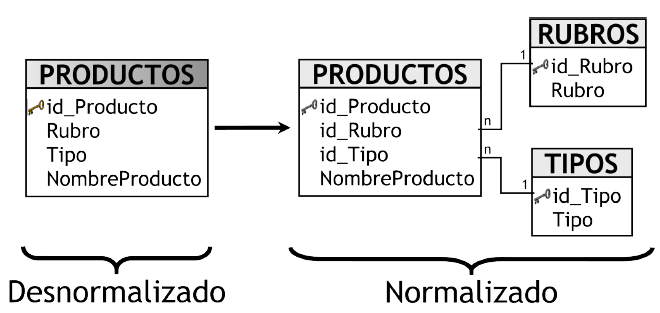 PRODUCTOS
id_Producto
Rubro
Tipo
NombreProducto
PRODUCTOS
id_Producto
id_Rubro
id_Tipo
NombreProducto
n
n
1
1
RUBROS
id_Rubro
Rubro
TIPOS
id_Tipo
Tipo
Desnormalizado
Normalizado